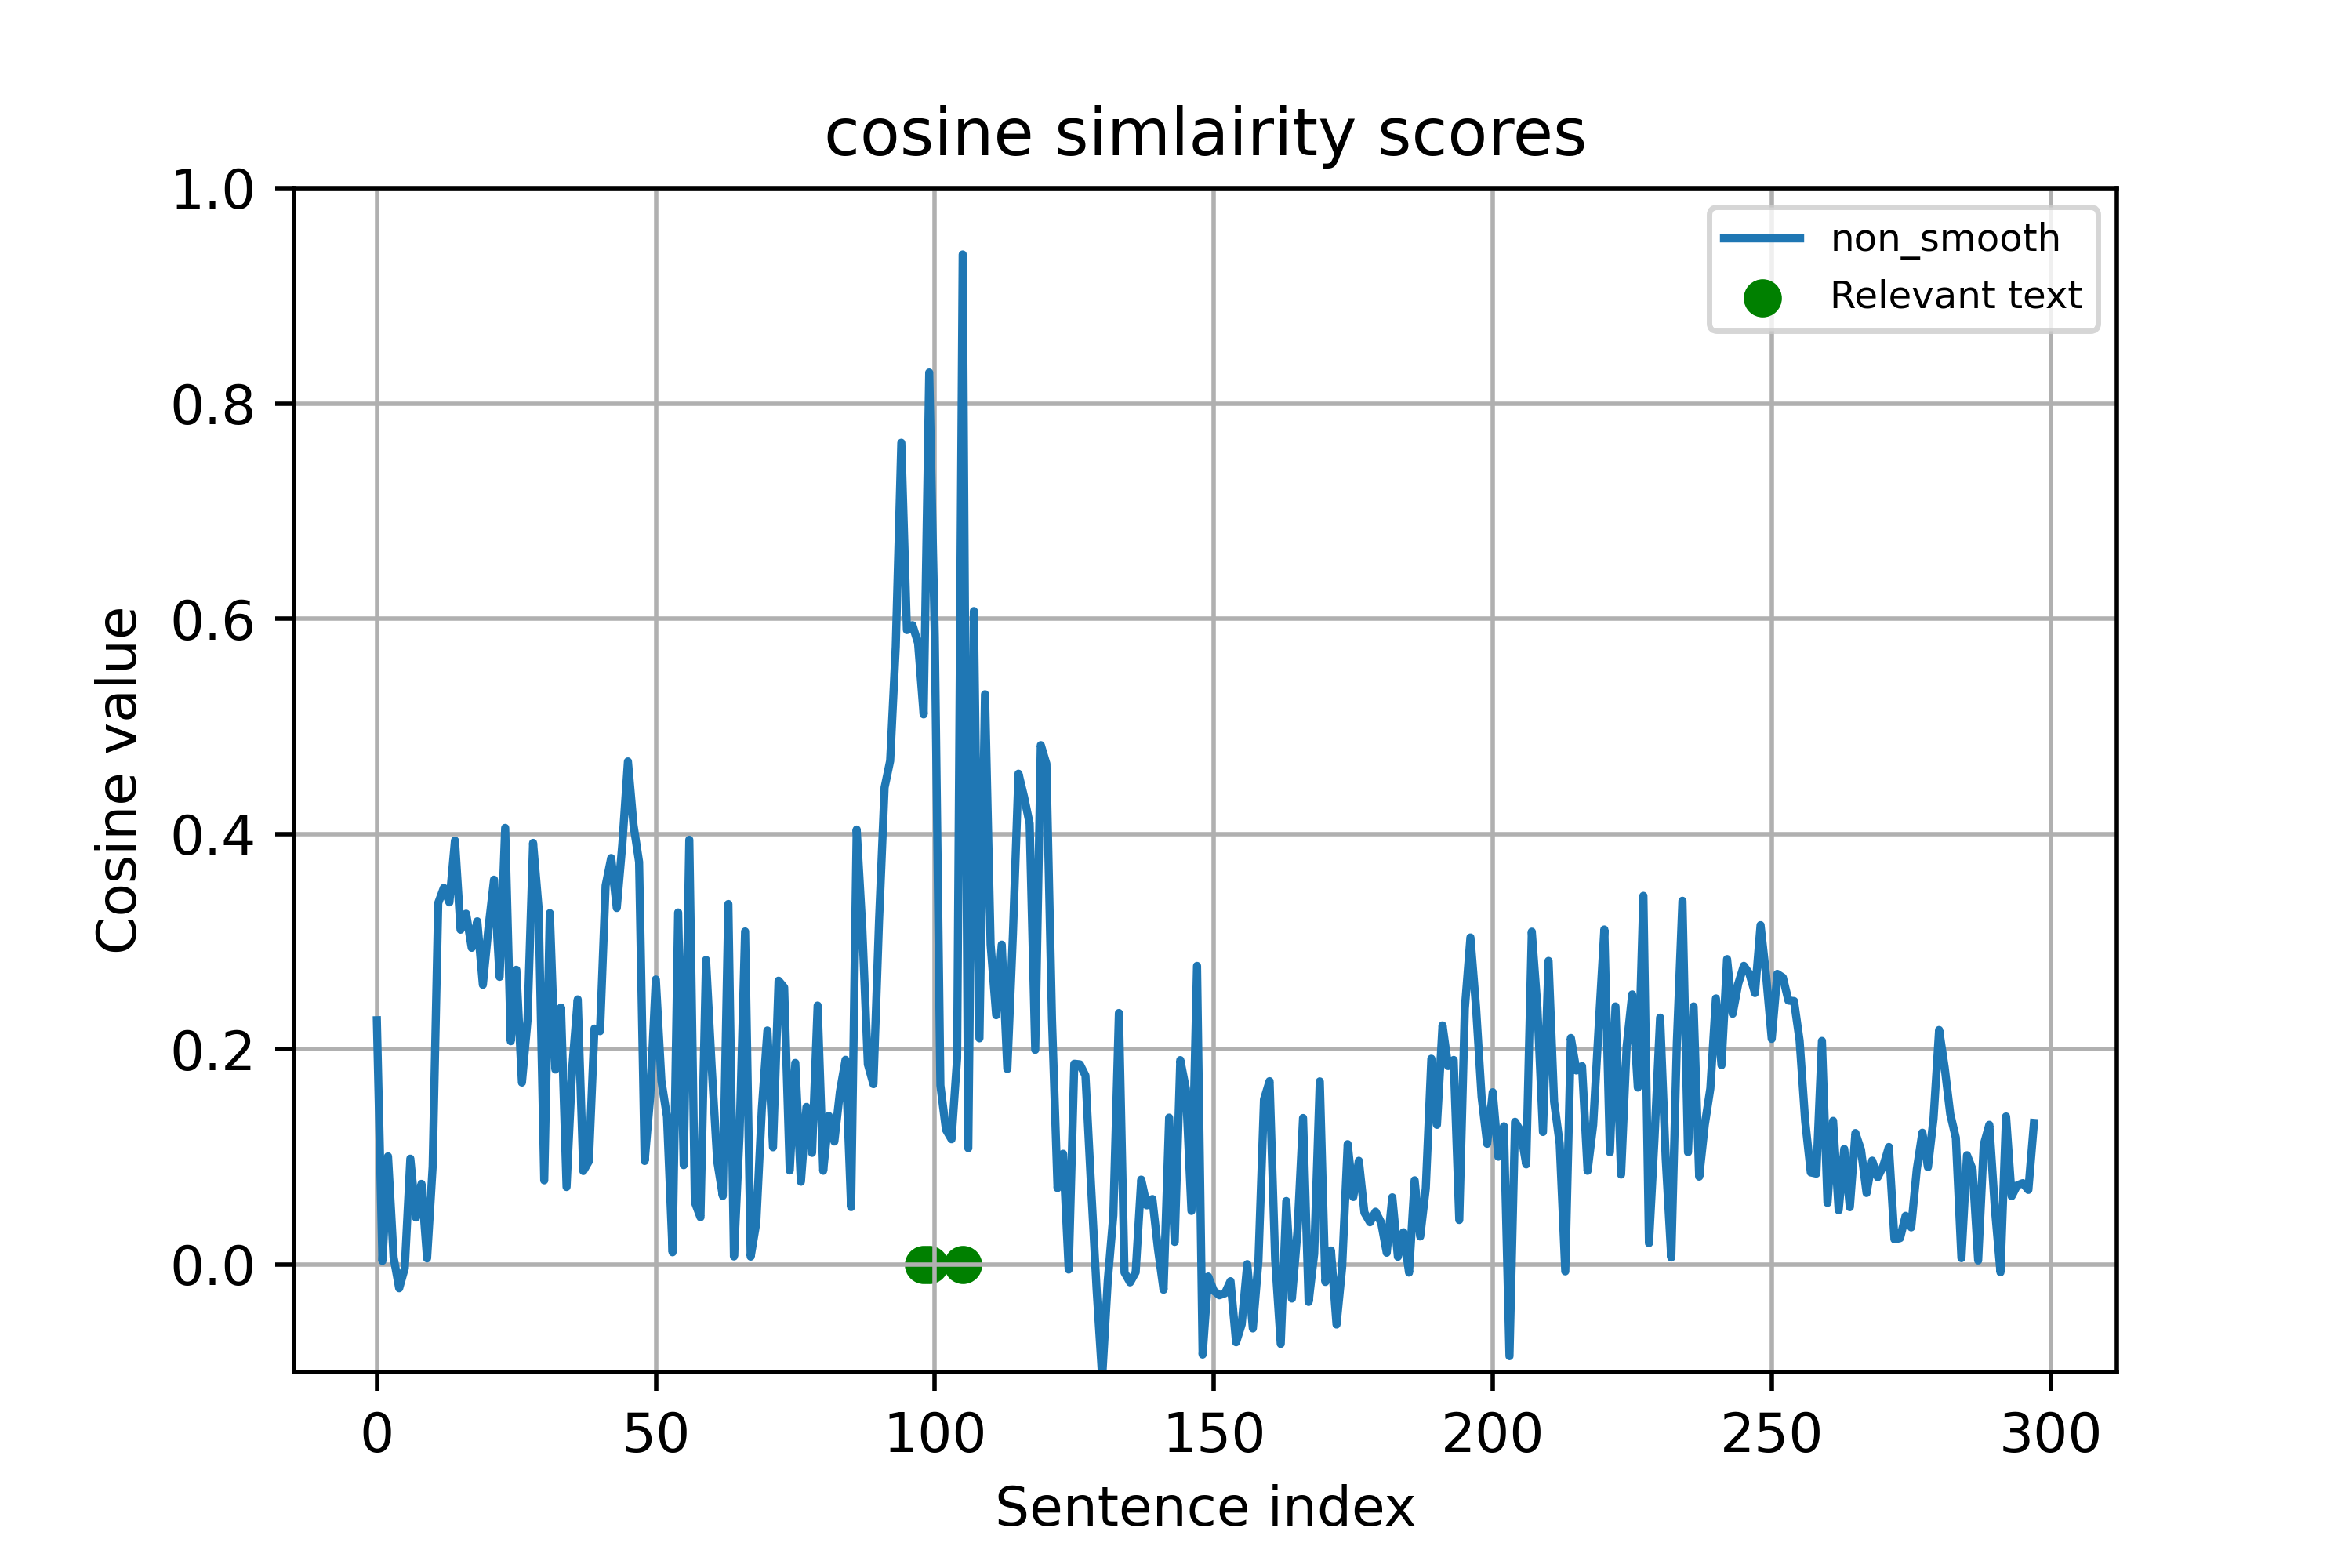 cosine simlairity scores
1.0
0.8
0.6
0.4
0.2
0.0
Cosine value
non_smooth
Relevant text
0 50 100 150 200 250 300
Sentence index